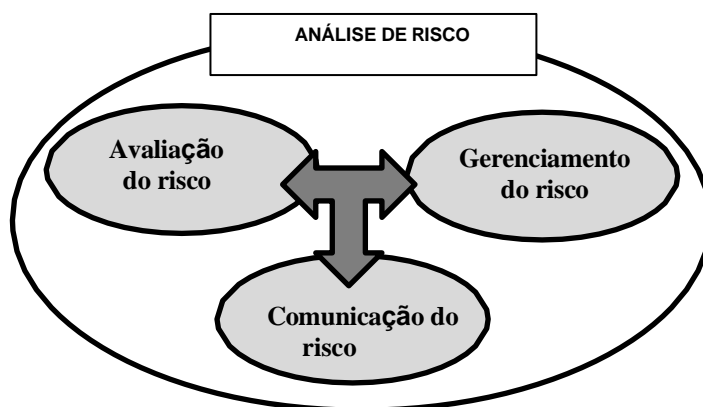 ANÁLISE DE RISCO
Avaliação
do risco
Gerenciamento
do risco
Comunicação do
risco